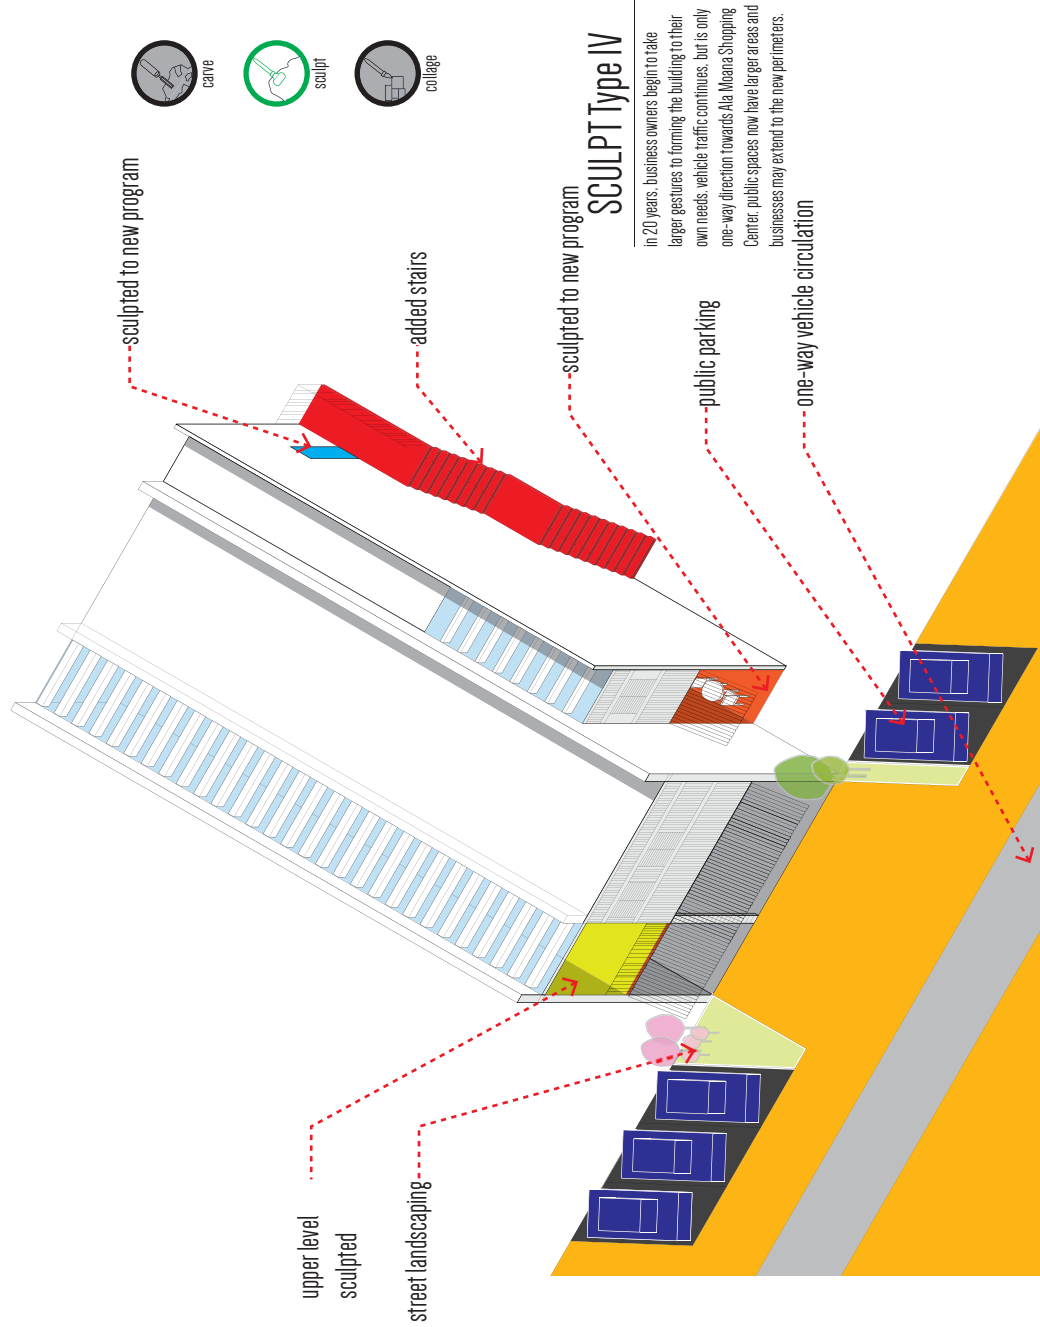 carve
sculpt
collage
SCULPT Type IV
in 20 years, business owners begin to take
larger gestures to forming the building to their
own needs. vehicle traffic continues, but is only
one-way direction towards Ala Moana Shopping
Center. public spaces now have larger areas and
businesses may extend to the new perimeters.
sculpted to new program
added stairs
sculpted to new program
public parking
one-way vehicle circulation
upper level
sculpted
street landscaping